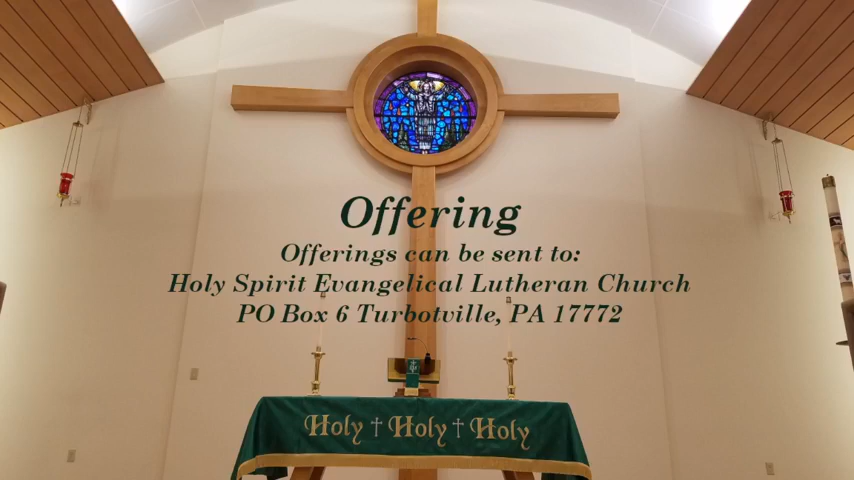 Offering
Offerings can be sent to:
Holy Spirit Evangelical Lutheran Church
PO Box 6 Turbotville, PA 17772
Holy † Holy † Holy